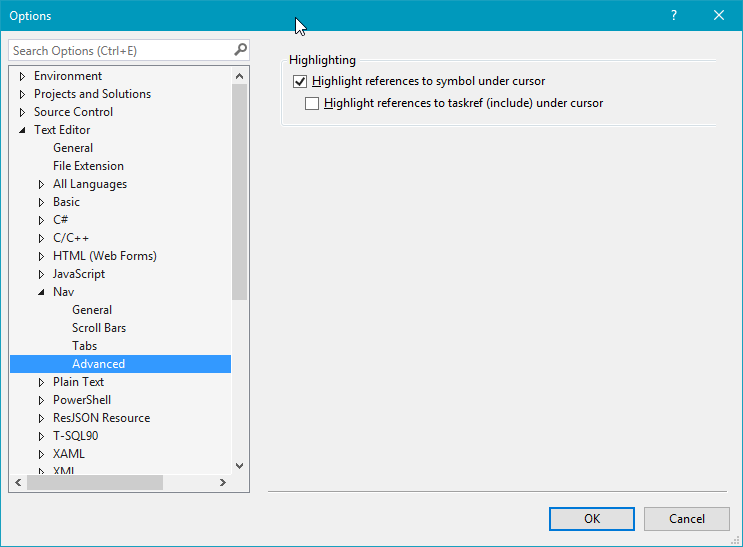 Options
?
Search Options (Ctrl+E)
Environment
Projects and Solutions
Source Control
Text Editor
General
File Extension
All Languages
Basic
C#
C/C++
HTML (Web Forms)
JavaScript
Nav
General
Scroll Bars
Tabs
Advanced
Plain Text
PowerShell
ResJSON Resource
T-SQL90
XAML
XML
Highlighting
Highlight references to symbol under cursor
Highlight references to taskref (include) under cursor
OK
Cancel